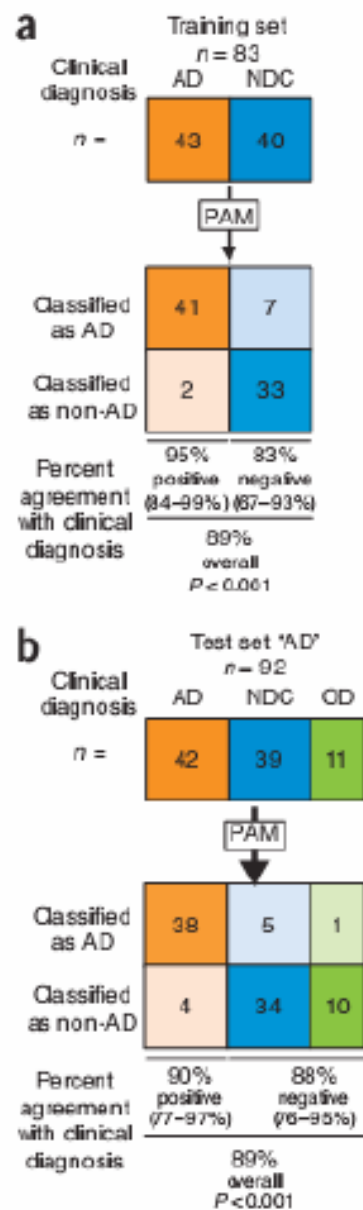 a
Training set
n = 83
Clinical diagnosis
AD NDC
n = 43 40
PAM
Classified as AD 41 7
Classified as non-AD 2 33
Percent agreement with clinical diagnosis
95% positive (84–99%)
83% negative (67–93%)
89%
overall
P < 0.001
b
Test set "AD"
n = 92
Clinical diagnosis
AD NDC OD
n = 42 39 11
PAM
Classified as AD 38 5 1
Classified as non-AD 4 34 10
Percent agreement with clinical diagnosis
90% positive (77–97%)
88% negative (76–95%)
89%
overall
P < 0.001